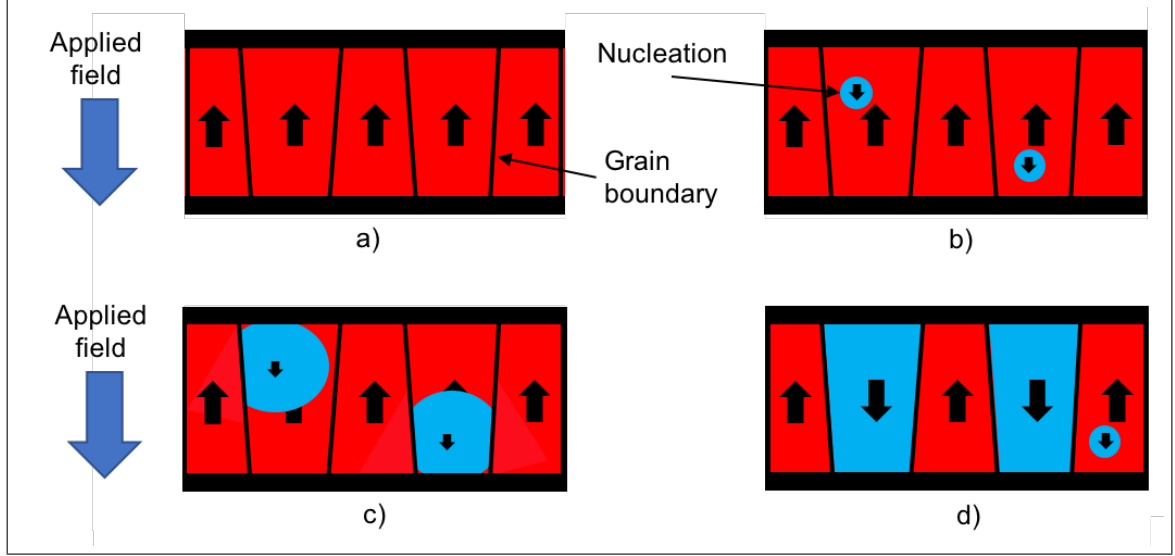 Applied
field
Nucleation
Grain
boundary
a)
b)
Applied
field
c)
d)